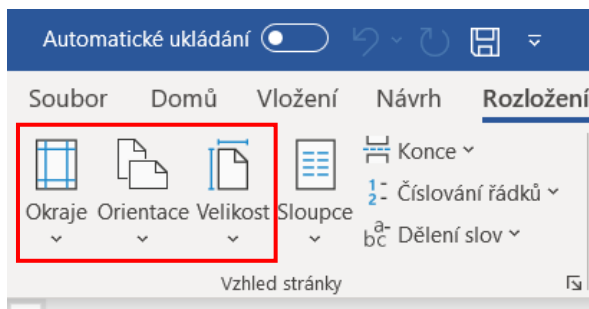 Automatické ukládání
Soubor Domů Vložení Návrh Rozložení
Okraje Orientace Velikost Sloupce
Konce
Číslování řádků
Dělení slov
Vzhled stránky